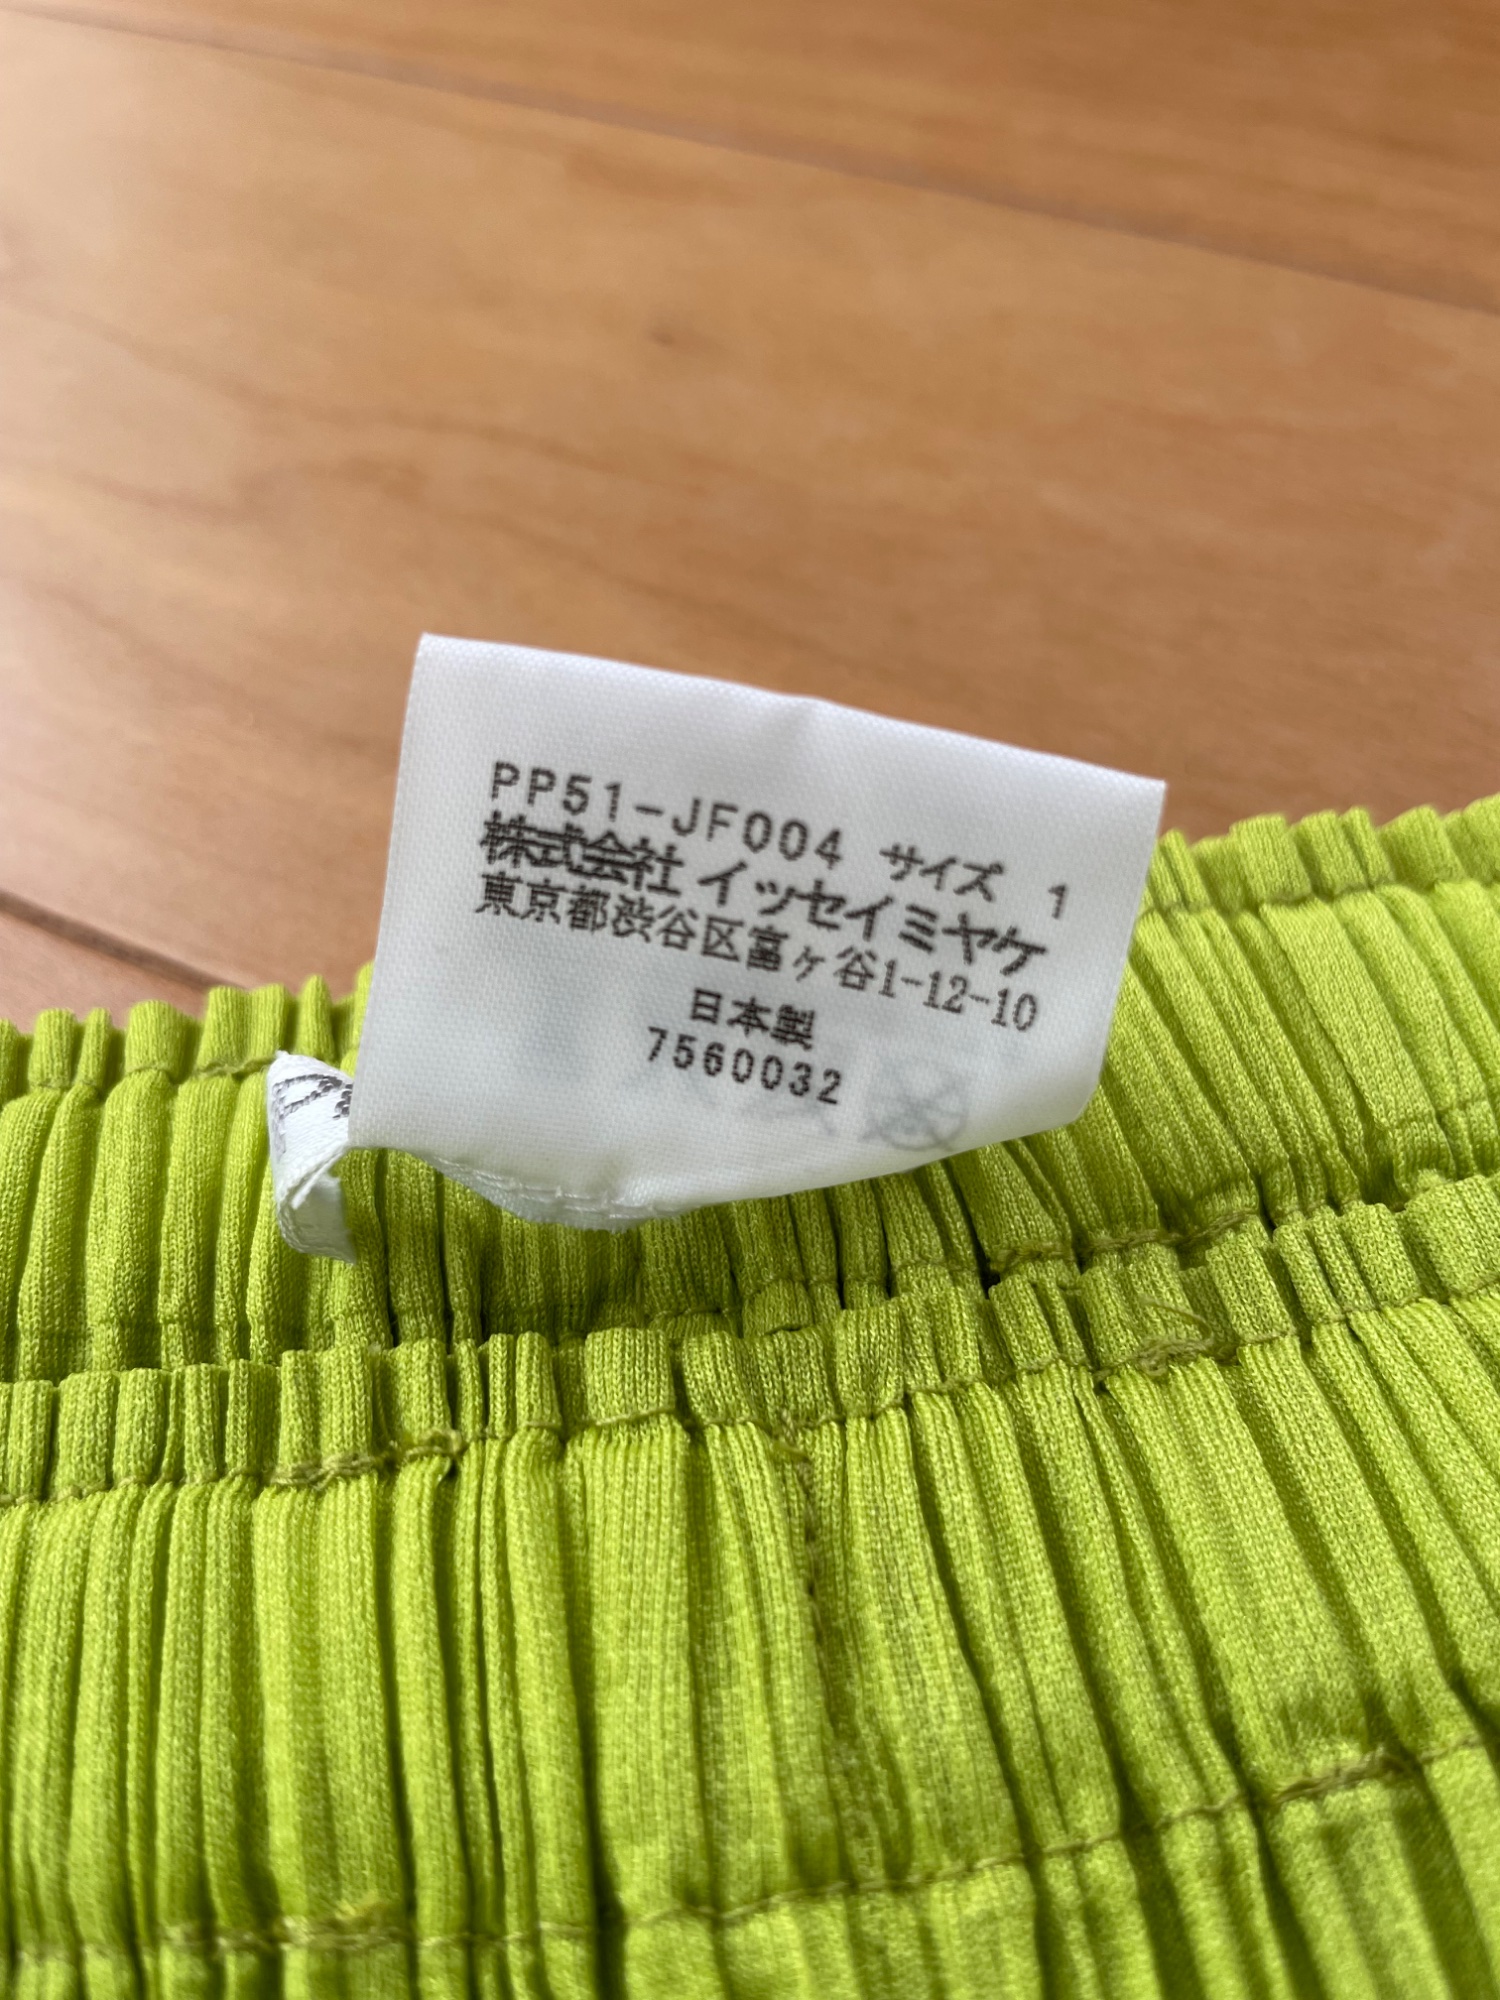 PP51-JF004 サイズ 1
株式会社 イッセイミヤケ
東京都渋谷区富ヶ谷1-12-10
日本製
7560032